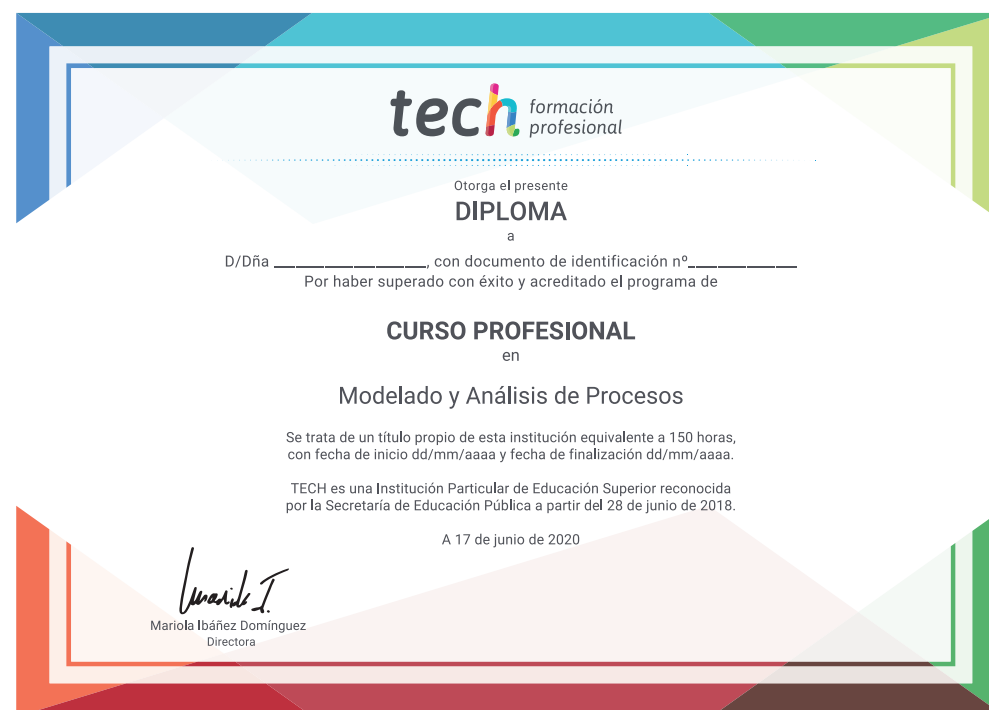 tech formación
profesional
Otorga el presente
DIPLOMA
a
D/Dña ______________, con documento de identificación nº__________
Por haber superado con éxito y acreditado el programa de
CURSO PROFESIONAL
en
Modelado y Análisis de Procesos
Se trata de un título propio de esta institución equivalente a 150 horas,
con fecha de inicio dd/mm/aaaa y fecha de finalización dd/mm/aaaa.
TECH es una Institución Particular de Educación Superior reconocida
por la Secretaría de Educación Pública a partir del 28 de junio de 2018.
A 17 de junio de 2020
Mariola Ibáñez Domínguez
Directora